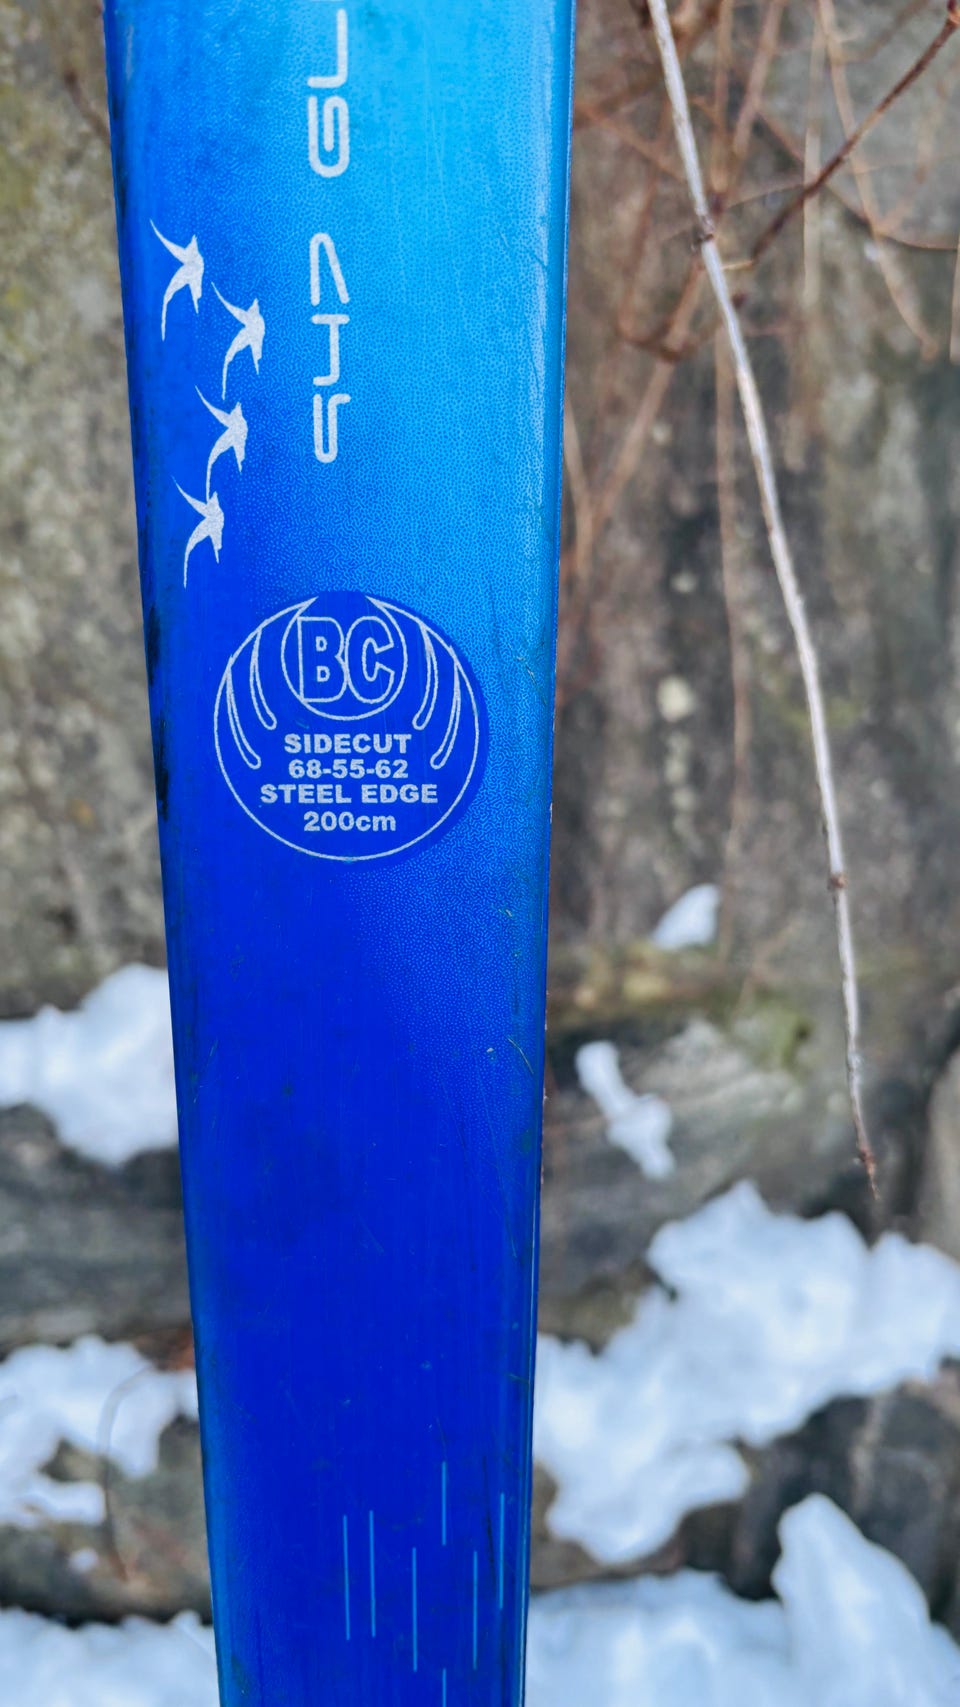 BC
SIDECUT
68-55-62
STEEL EDGE
200cm